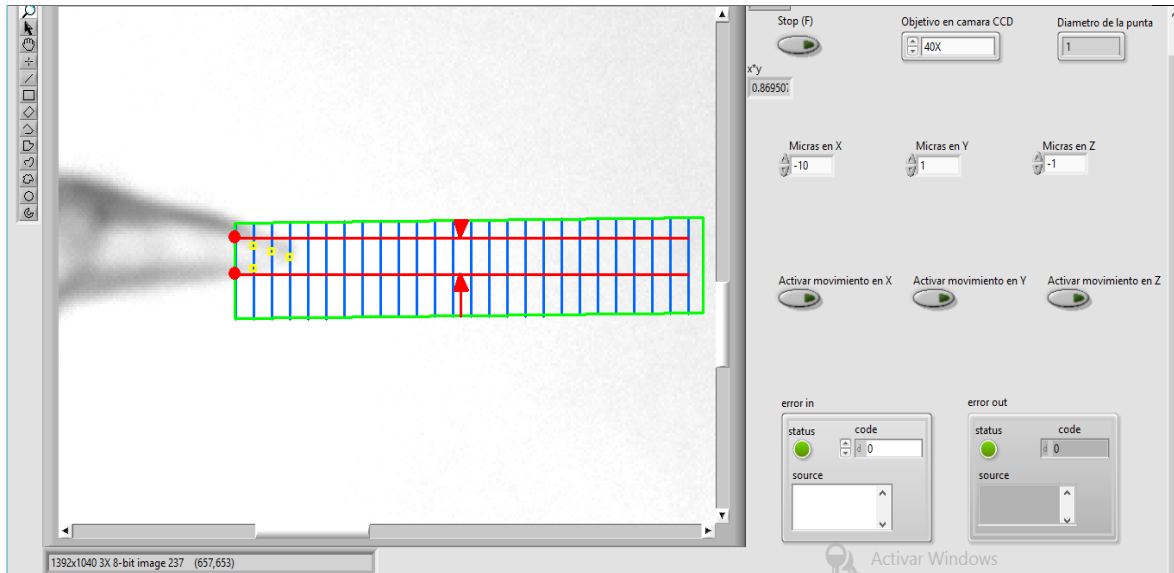 Stop (F)
Objetivo en camara CCD
Diametro de la punta
40X
1
x*y
0.86950
Micras en X
Micras en Y
Micras en Z
-10
1
-1
Activar movimiento en X
Activar movimiento en Y
Activar movimiento en Z
error in
error out
status
code
status
code
d 0
d 0
source
source
1392x1040 3X 8-bit image 237 (657,653)
Activar Windows